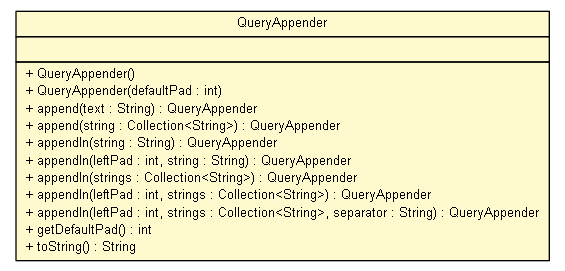 QueryAppender
+ QueryAppender()
+ QueryAppender(defaultPad : int)
+ append(text : String) : QueryAppender
+ append(string : Collection<String>) : QueryAppender
+ appendln(string : String) : QueryAppender
+ appendln(leftPad : int, string : String) : QueryAppender
+ appendln(strings : Collection<String>) : QueryAppender
+ appendln(leftPad : int, strings : Collection<String>) : QueryAppender
+ appendln(leftPad : int, strings : Collection<String>, separator : String) : QueryAppender
+ getDefaultPad() : int
+ toString() : String